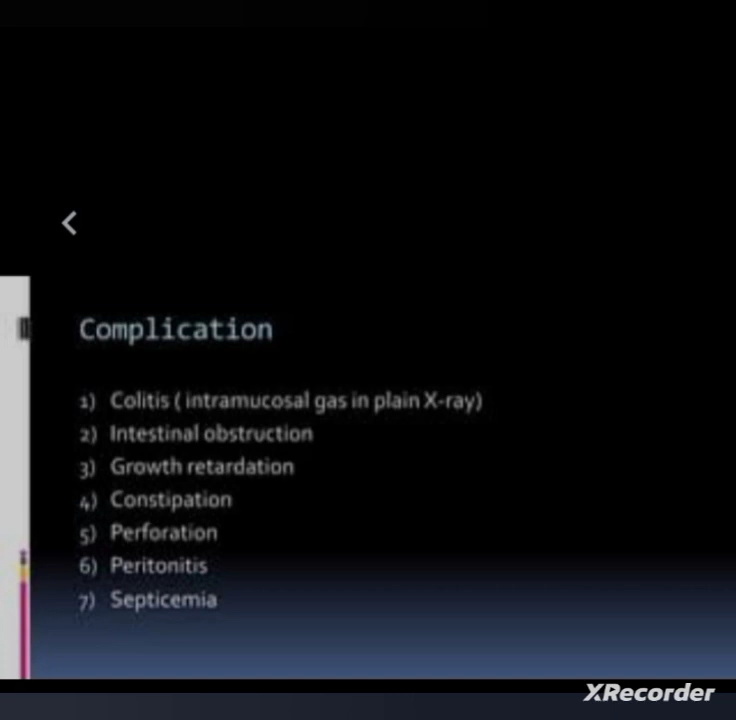 Complication
1) Colitis ( intramucosal gas in plain X-ray)
2) Intestinal obstruction
3) Growth retardation
4) Constipation
5) Perforation
6) Peritonitis
7) Septicemia
XRecorder